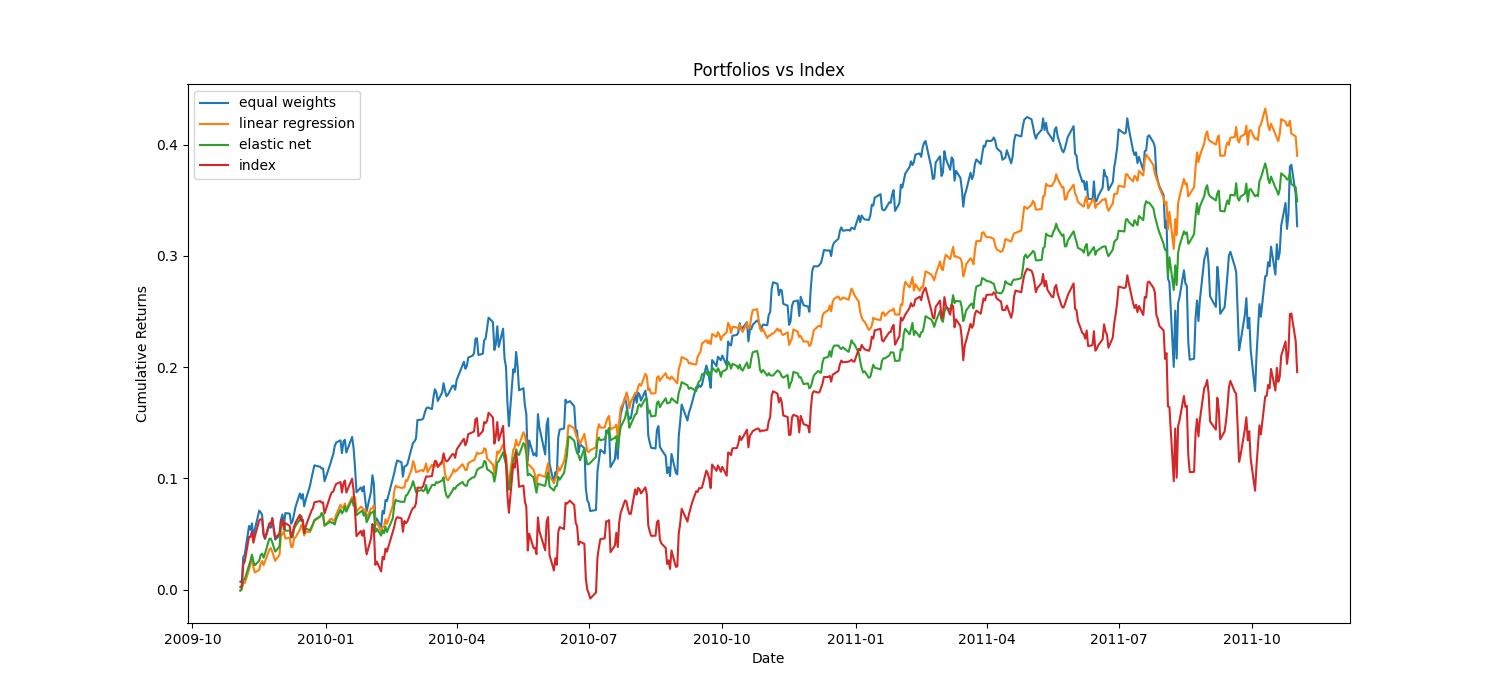 Portfolios vs Index
equal weights
linear regression
elastic net
index
Cumulative Returns
0.4
0.3
0.2
0.1
0.0
2009-10 2010-01 2010-04 2010-07 2010-10 2011-01 2011-04 2011-07 2011-10
Date